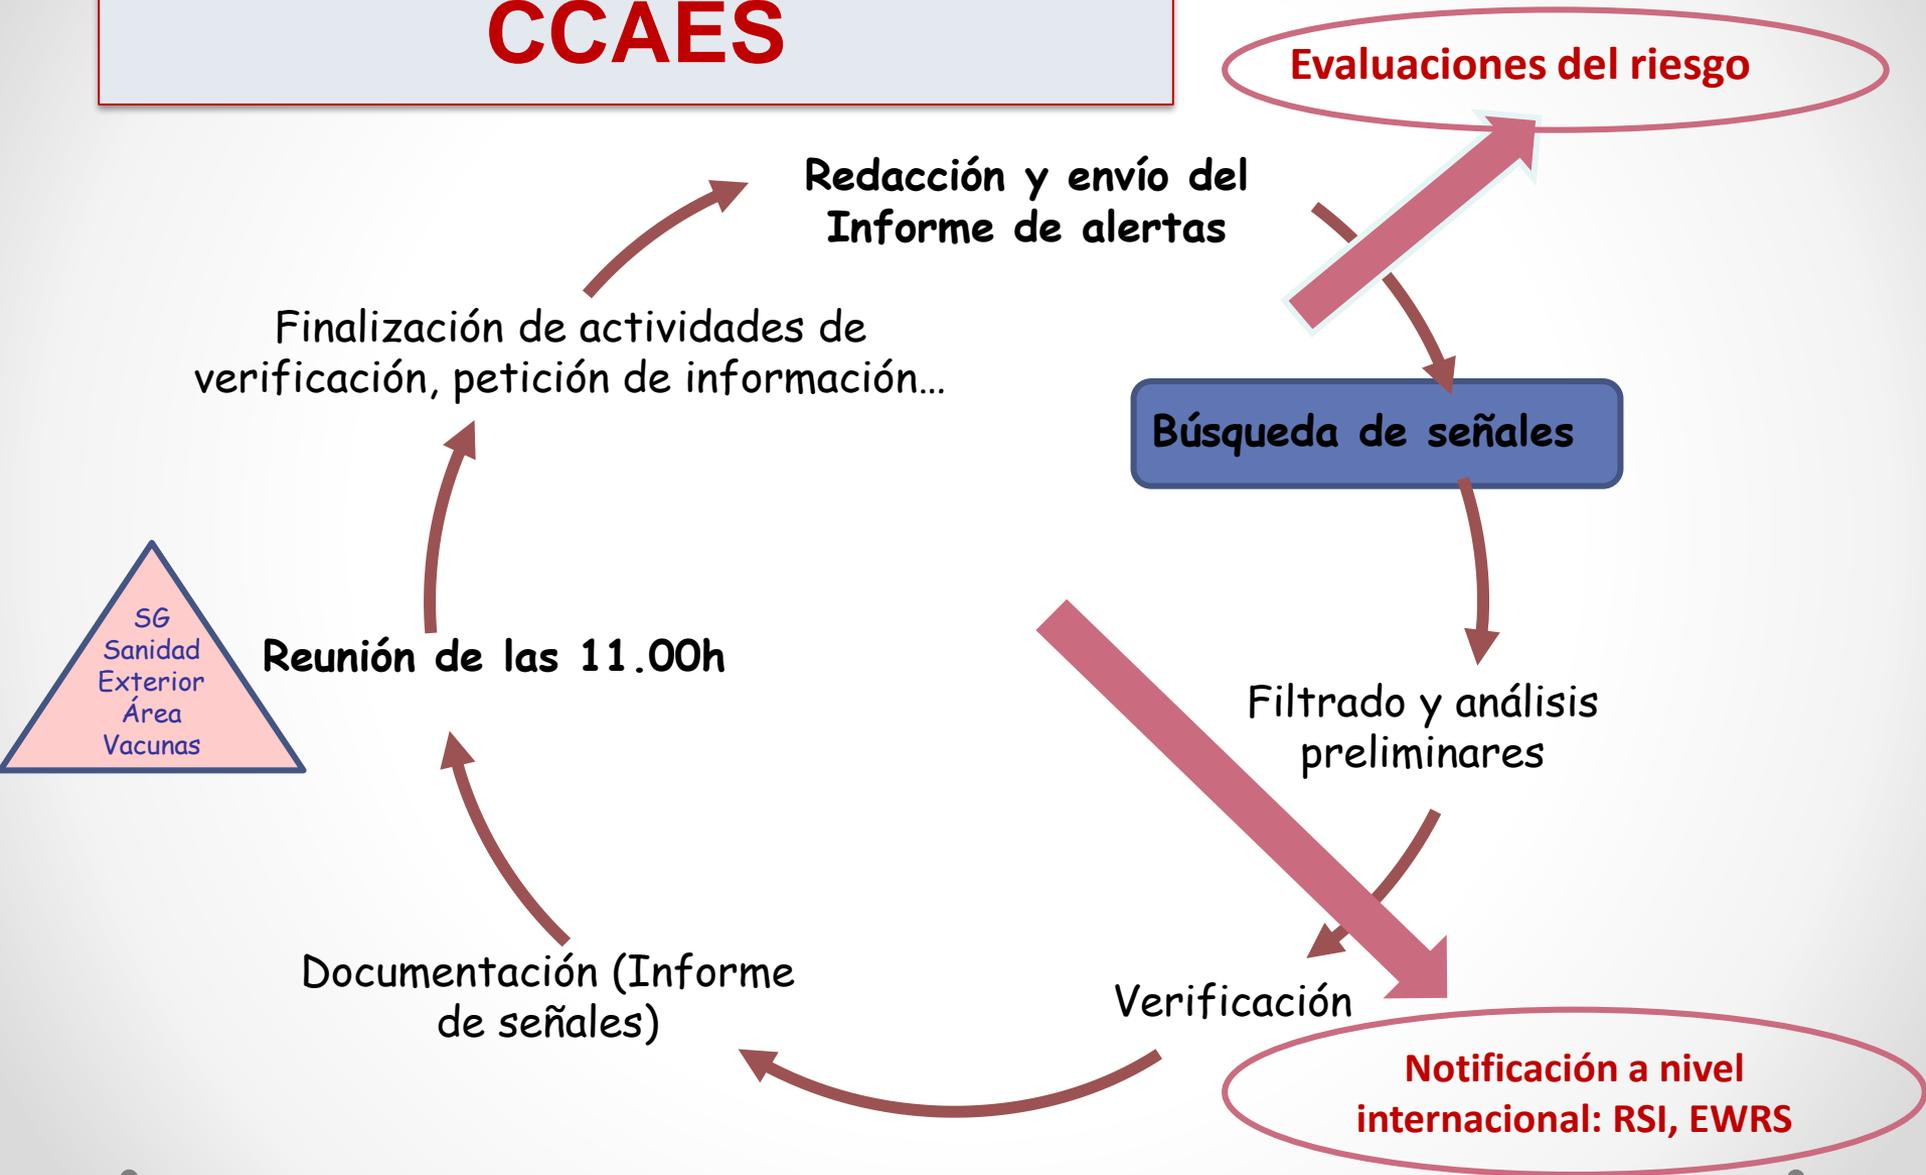 CCAES
Evaluaciones del riesgo
Redacción y envío del
Informe de alertas
Finalización de actividades de
verificación, petición de información…
Búsqueda de señales
SG
Sanidad
Exterior
Área
Vacunas
Reunión de las 11.00h
Filtrado y análisis
preliminares
Documentación (Informe
de señales)
Verificación
Notificación a nivel
internacional: RSI, EWRS